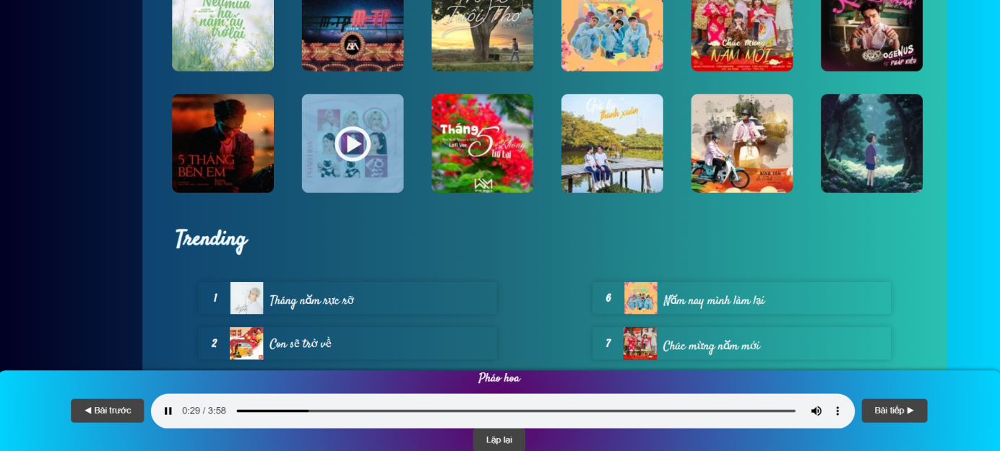 Nếu mưa
hạ
năm ấy
trở lại
M-TP M-TP
Tuổi Thơ
Chúc Mừng
NĂM MỚI
OGENUS
PHÁP KIỀU
5 THÁNG
BÊN EM
Tháng
5
Không
Trở Lại
Lofi Ver.
Gửi lại
thanh xuân
BÌNH YÊN
Trending
1 Tháng năm rực rỡ
6 Năm nay mình làm lại
2 Con sẽ trở về
7 Chúc mừng năm mới
Pháo hoa
◀ Bài trước
0:29 / 3:58
Bài tiếp ▶
Lặp lại